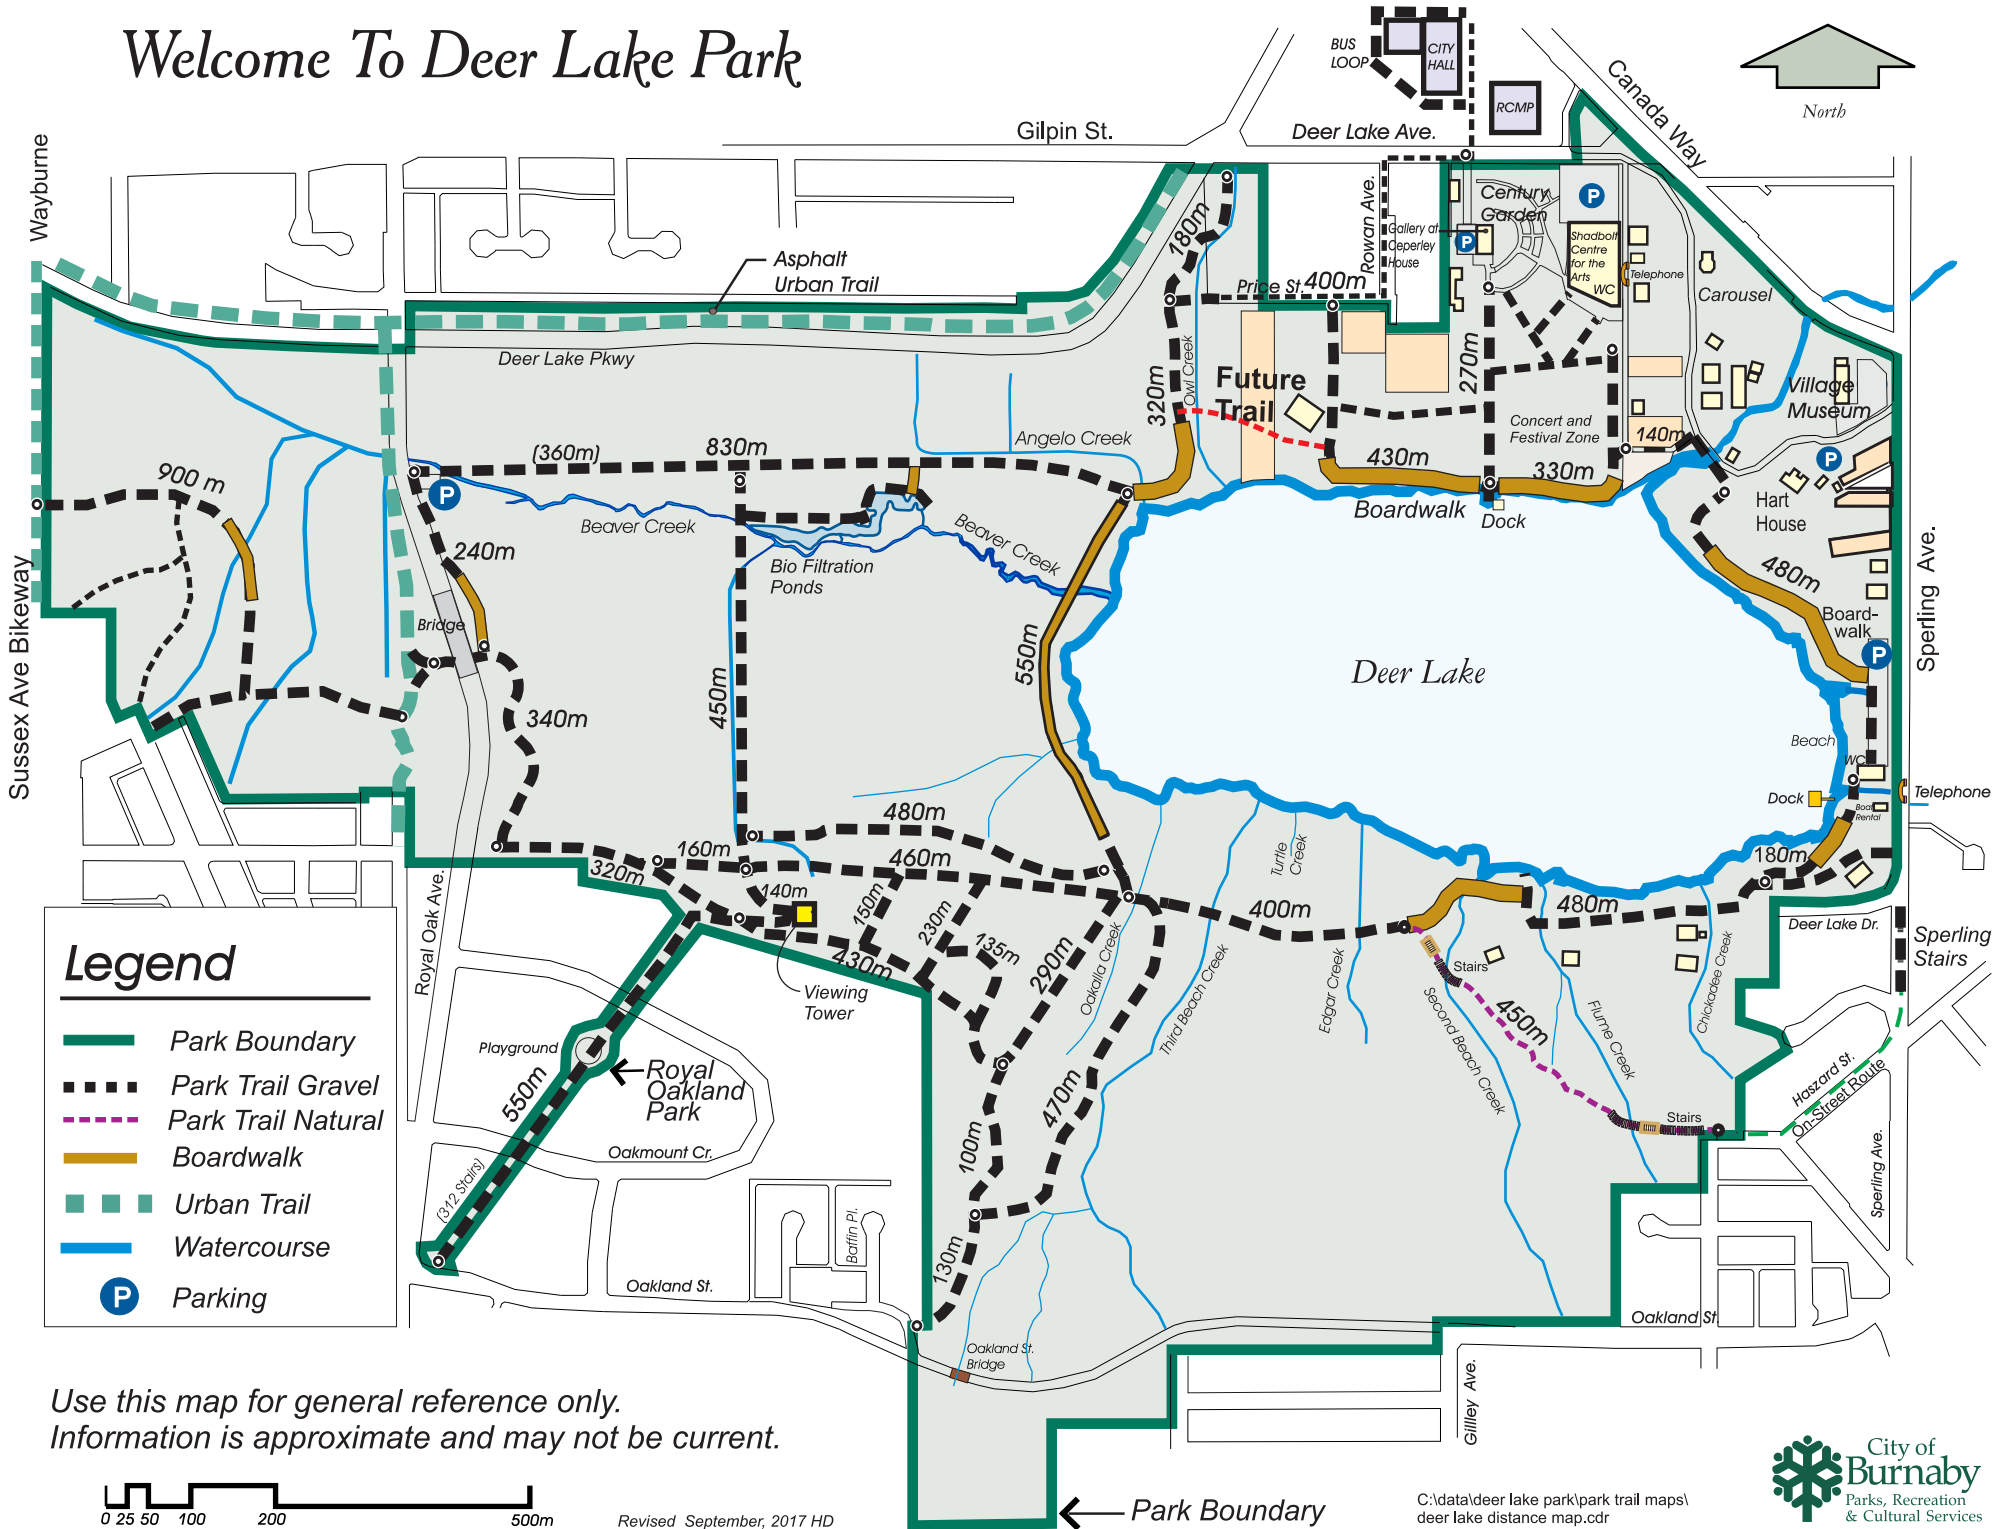 Welcome To Deer Lake Park
BUS
LOOP
CITY
HALL
RCMP
Canada Way
North
Gilpin St.
Deer Lake Ave.
Wayburne
Asphalt
Urban Trail
Deer Lake Pkwy
180m
Rowan Ave.
Price St.
400m
Century
Garden
P
P
Gallery at
Ceperley
House
Shadbolt
Centre
for the
Arts
WC
Telephone
Carousel
Village
Museum
320m
Owl Creek
Future
Trail
270m
Concert and
Festival Zone
140m
P
Hart
House
900 m
(360m)
830m
Angelo Creek
430m
330m
Boardwalk
Dock
P
Beaver Creek
Beaver Creek
Bio Filtration
Ponds
240m
Bridge
340m
450m
550m
Deer Lake
480m
Board-
walk
P
Sperling Ave.
Sussex Ave Bikeway
Beach
WC
Dock
Boat
Rental
Telephone
180m
480m
460m
160m
320m
140m
150m
230m
135m
430m
290m
Viewing
Tower
Oakalla Creek
Third Beach Creek
Turtle
Creek
400m
Edgar Creek
480m
Stairs
Second Beach Creek
450m
Flume Creek
Chickadee Creek
Stairs
Deer Lake Dr.
Sperling
Stairs
Haszard St.
On-Street Route
Sperling Ave.
Royal Oak Ave.
Playground
Royal
Oakland
Park
550m
(312 Stairs)
Oakmount Cr.
Baffin Pl.
Oakland St.
470m
100m
130m
Oakland St.
Bridge
Oakland St.
Gilley Ave.
Legend
Park Boundary
Park Trail Gravel
Park Trail Natural
Boardwalk
Urban Trail
Watercourse
P
Parking
Use this map for general reference only.
Information is approximate and may not be current.
0 25 50 100 200 500m
Revised September, 2017 HD
Park Boundary
C:\data\deer lake park\park trail maps\
deer lake distance map.cdr
City of
Burnaby
Parks, Recreation
& Cultural Services